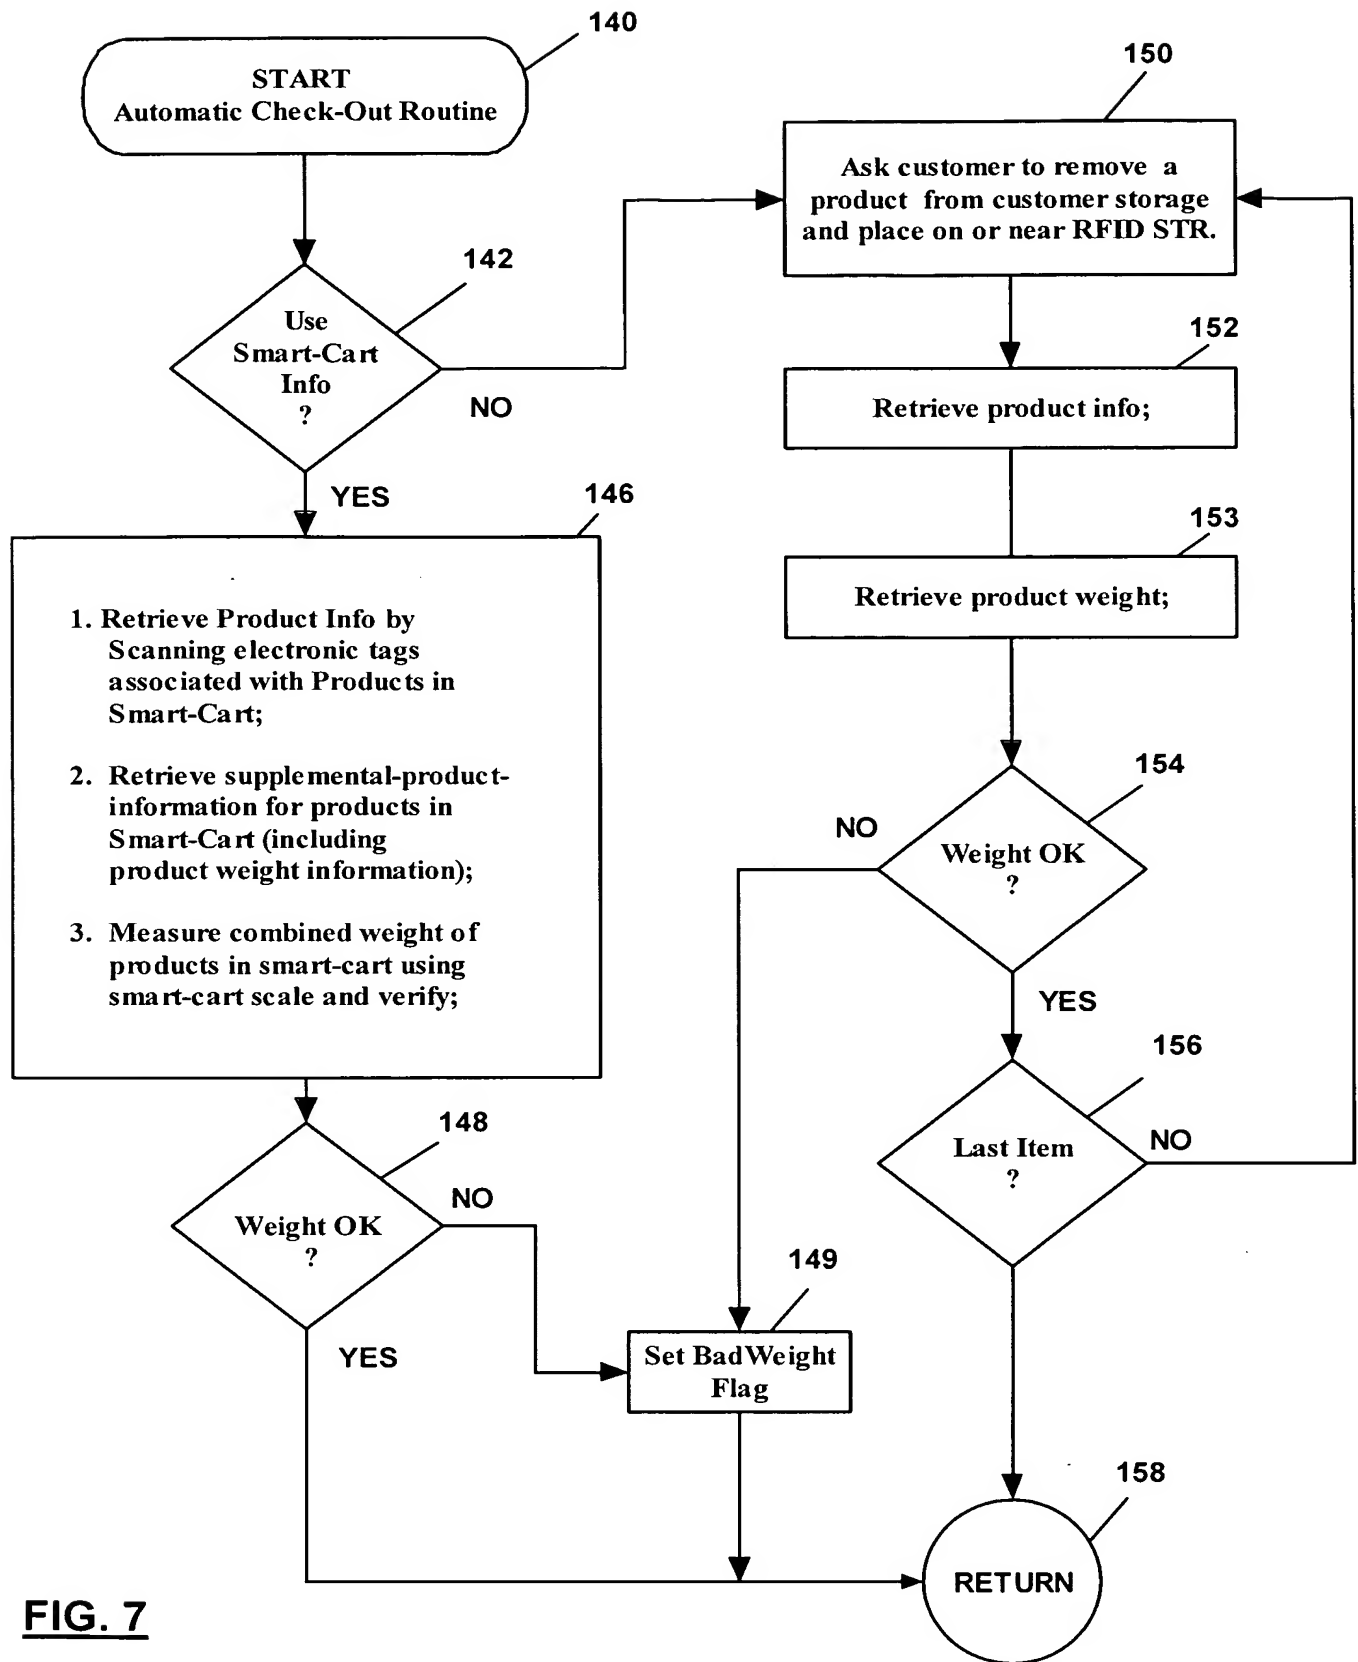 140
START
Automatic Check-Out Routine
142
Use
Smart-Cart
Info
?
NO
YES
146
1. Retrieve Product Info by
Scanning electronic tags
associated with Products in
Smart-Cart;
2. Retrieve supplemental-product-
information for products in
Smart-Cart (including
product weight information);
3. Measure combined weight of
products in smart-cart using
smart-cart scale and verify;
148
Weight OK
?
NO
YES
149
Set BadWeight
Flag
150
Ask customer to remove a
product from customer storage
and place on or near RFID STR.
152
Retrieve product info;
153
Retrieve product weight;
154
Weight OK
?
NO
YES
156
Last Item
?
NO
158
RETURN
FIG. 7